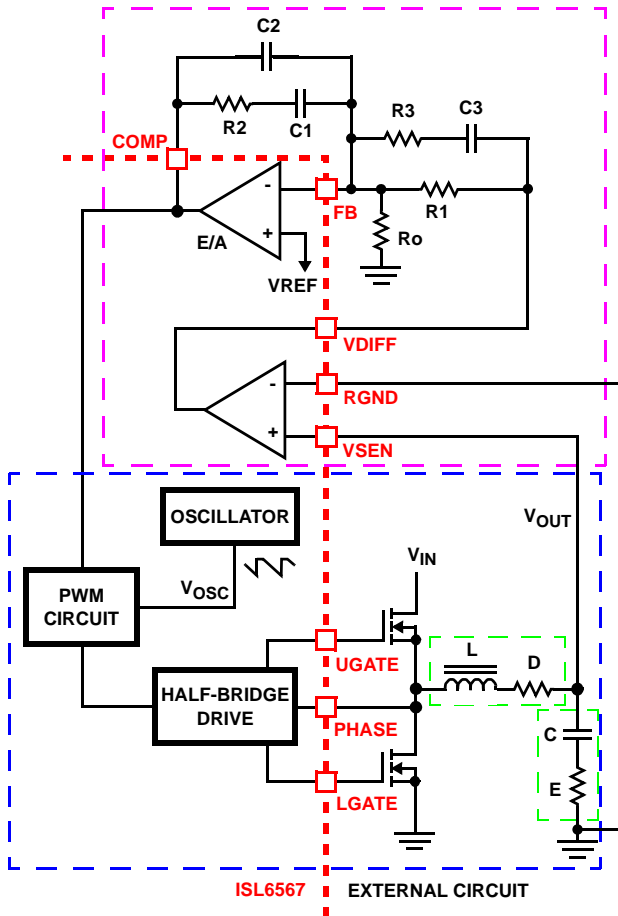 C2
R2
C1
R3
C3
COMP
-
FB
R1
+
E/A
Ro
VREF
VDIFF
-
RGND
+
VSEN
OSCILLATOR
VOUT
PWM
CIRCUIT
VOSC
VIN
UGATE
L
D
HALF-BRIDGE
DRIVE
PHASE
C
LGATE
E
ISL6567
EXTERNAL CIRCUIT